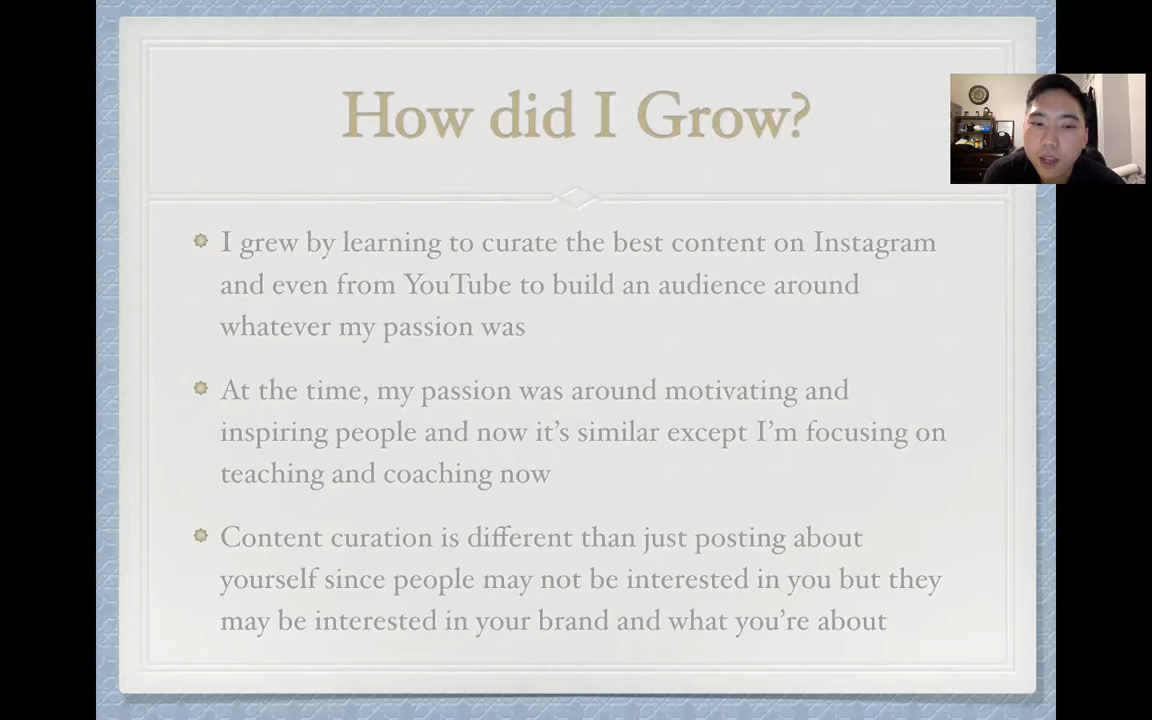 How did I Grow?
I grew by learning to curate the best content on Instagram
and even from YouTube to build an audience around
whatever my passion was
At the time, my passion was around motivating and
inspiring people and now it's similar except I'm focusing on
teaching and coaching now
Content curation is different than just posting about
yourself since people may not be interested in you but they
may be interested in your brand and what you're about